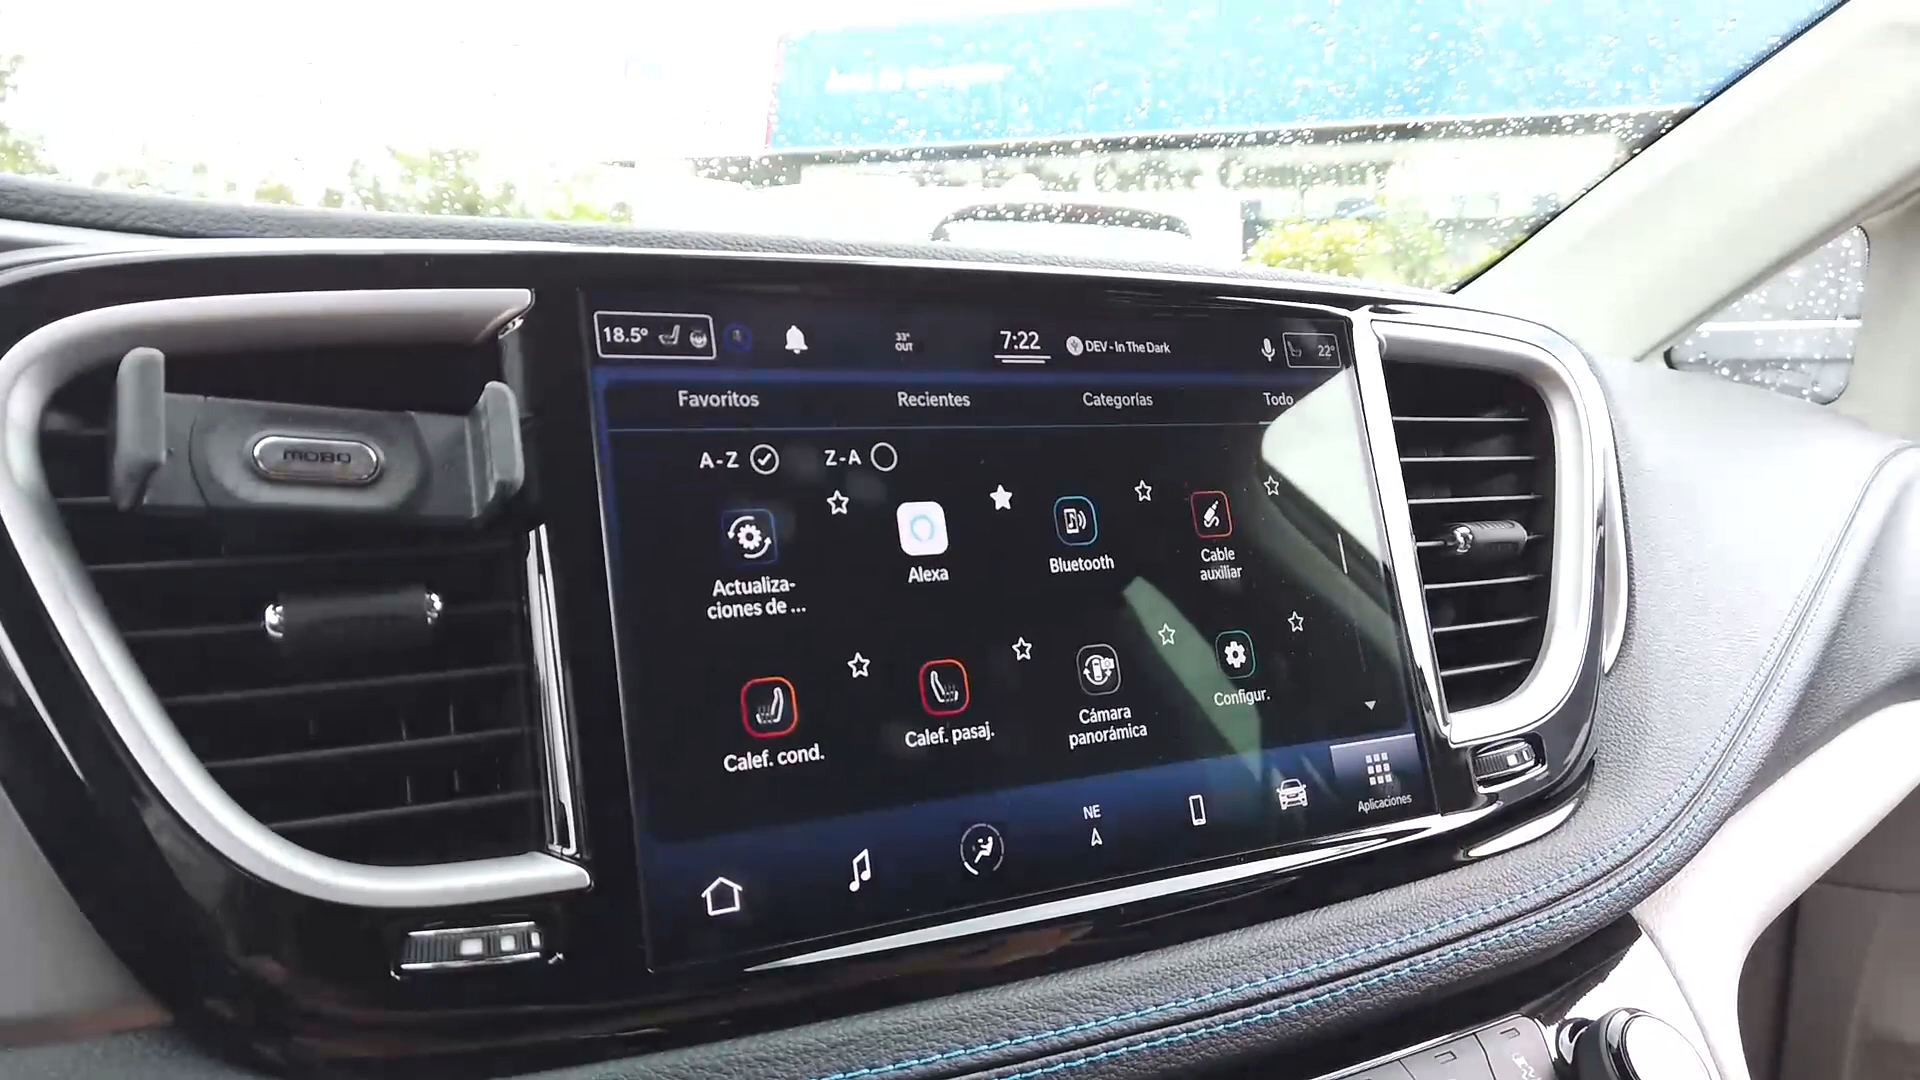 18.5°
33°
OUT
7:22
DEV - In The Dark
22°
Favoritos
Recientes
Categorías
Todo
A-Z
Z-A
MOBO
Actualiza-
ciones de ...
Alexa
Bluetooth
Cable
auxiliar
Calef. cond.
Calef. pasaj.
Cámara
panorámica
Configur.
NE
Aplicaciones